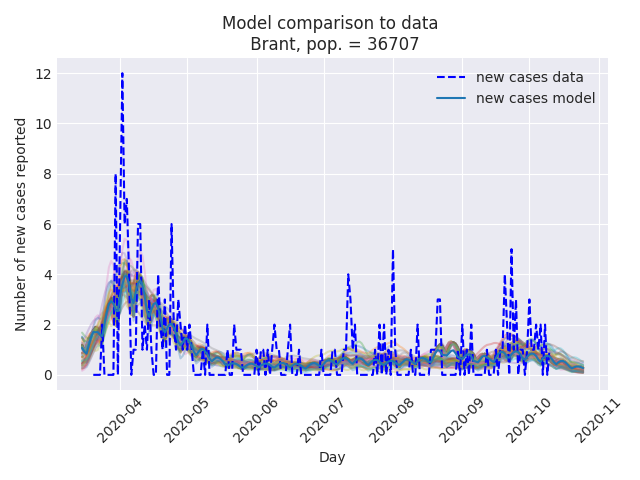 Model comparison to data
Brant, pop. = 36707
new cases data
new cases model
Number of new cases reported
12
10
8
6
4
2
0
2020-04
2020-05
2020-06
2020-07
2020-08
2020-09
2020-10
2020-11
Day